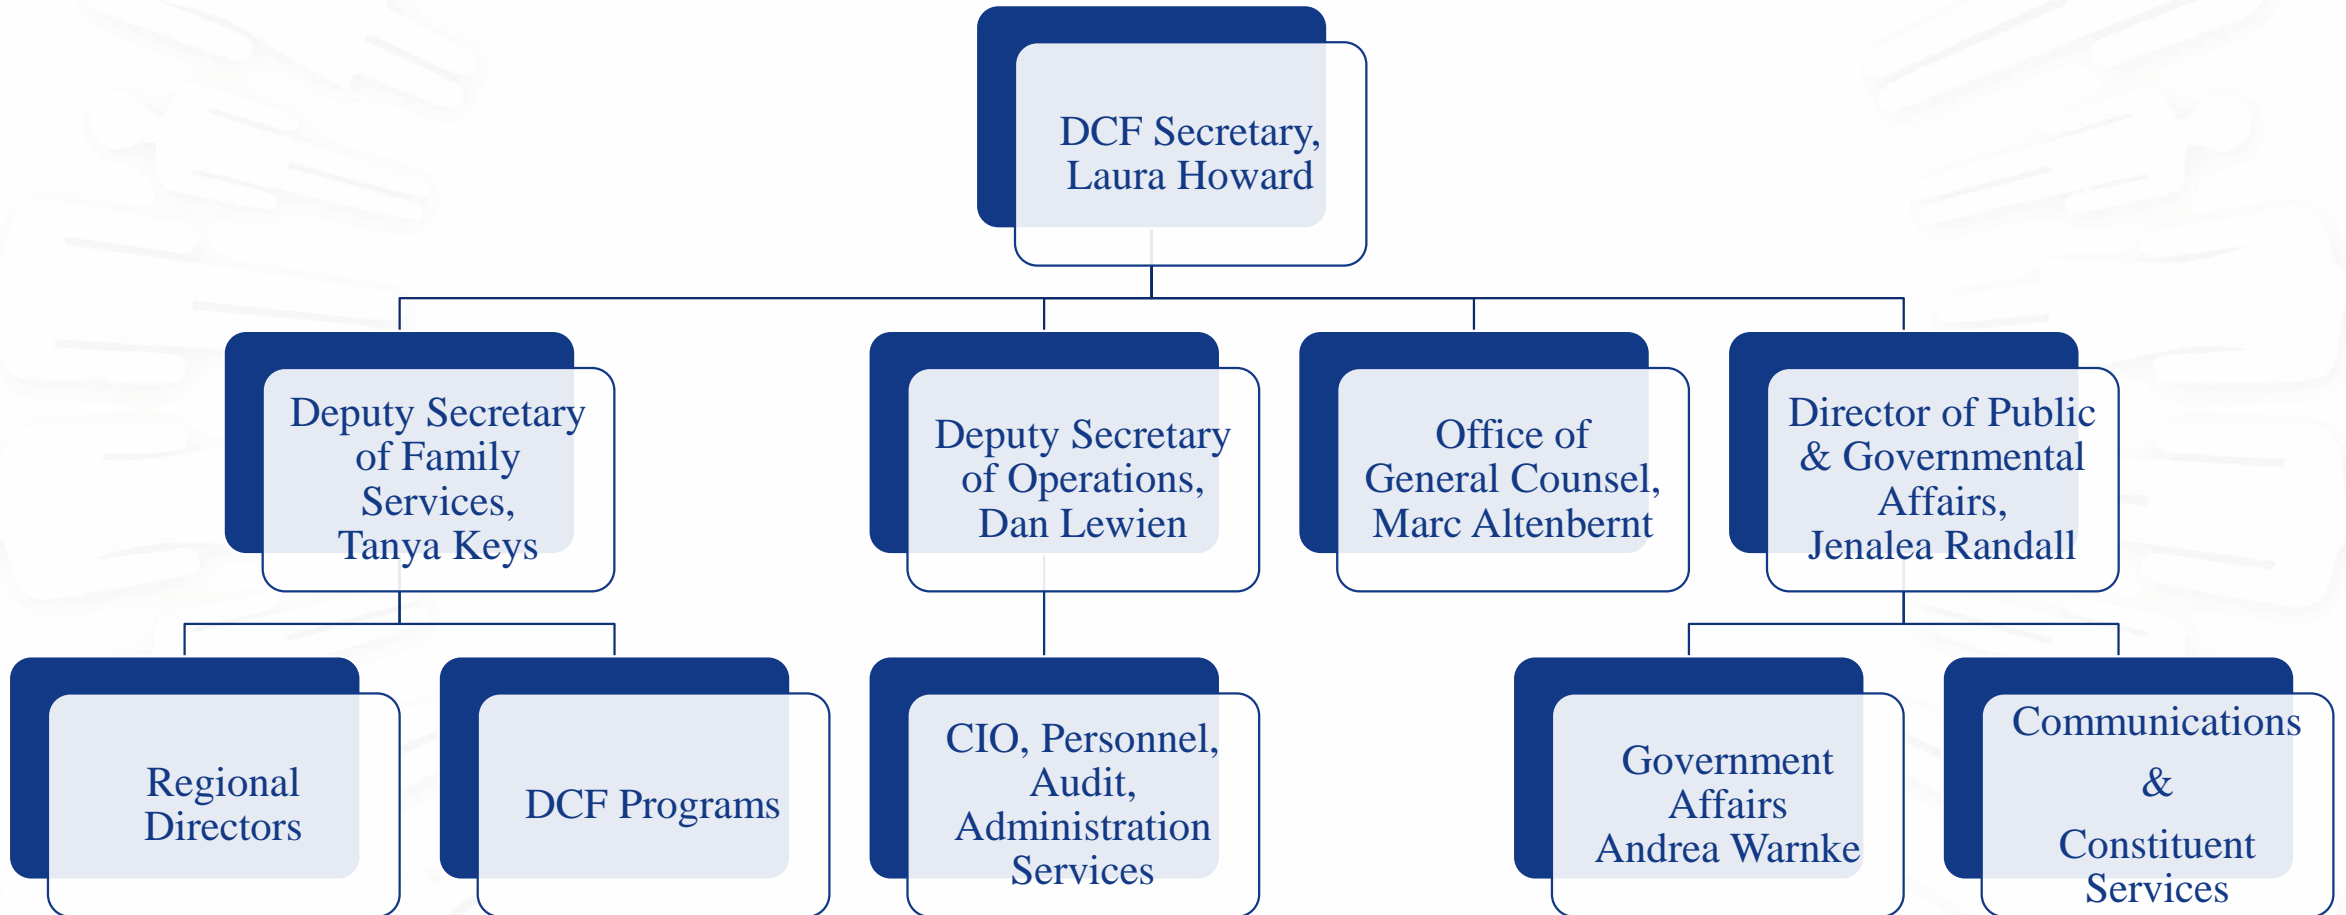 DCF Secretary,
Laura Howard
Deputy Secretary
of Family
Services,
Tanya Keys
Deputy Secretary
of Operations,
Dan Lewien
Office of
General Counsel,
Marc Altenbernt
Director of Public
& Governmental
Affairs,
Jenalea Randall
Regional
Directors
DCF Programs
CIO, Personnel,
Audit,
Administration
Services
Government
Affairs
Andrea Warnke
Communications
&
Constituent
Services